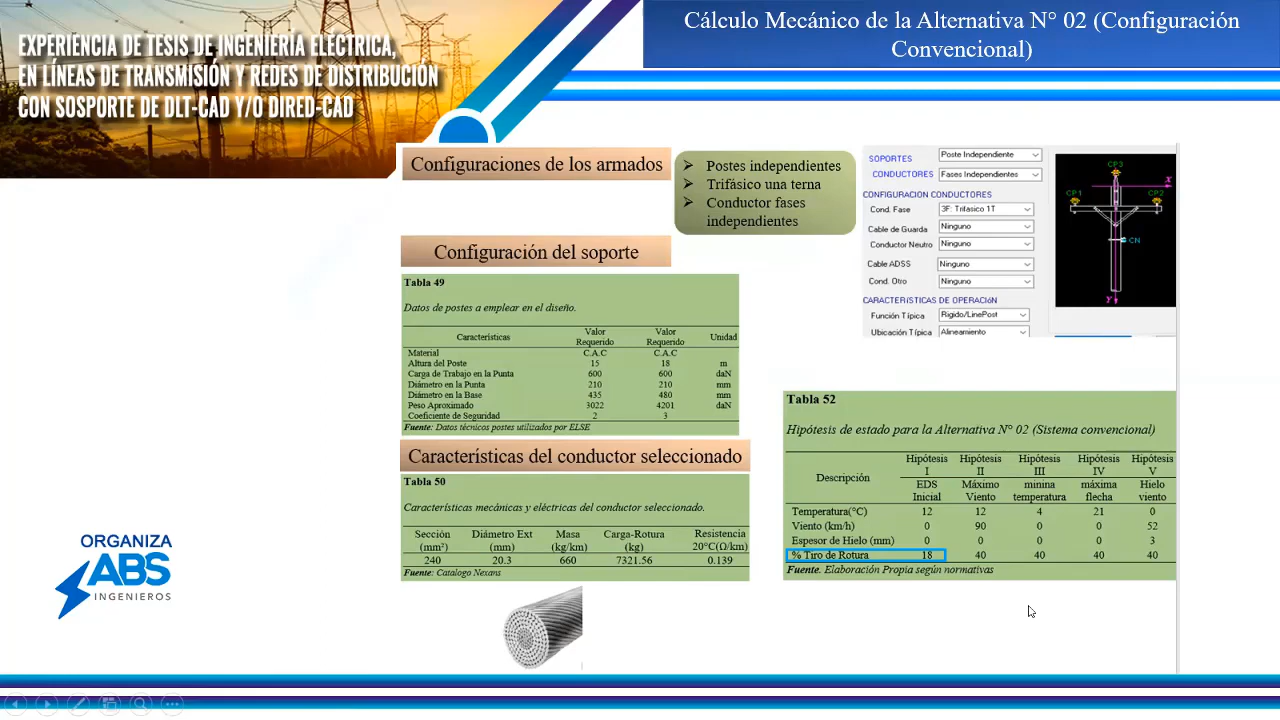 Cálculo Mecánico de la Alternativa N° 02 (Configuración
Convencional)
EXPERIENCIA DE TESIS DE INGENIERÍA ELÉCTRICA,
EN LÍNEAS DE TRANSMISIÓN Y REDES DE DISTRIBUCIÓN
CON SOSPORTE DE DLT-CAD Y/O DIRED-CAD
Configuraciones de los armados
➢ Postes independientes
➢ Trifásico una terna
➢ Conductor fases
independientes
SOPORTES Poste Independiente
CONDUCTORES Fases Independientes
CONFIGURACION CONDUCTORES
Cond. Fase 3F: Trifasico 1T
Cable de Guarda Ninguno
Conductor Neutro Ninguno
Cable ADSS Ninguno
Cond. Otro Ninguno
CARACTERíSTICAS DE OPERACIóN
Función Típica Rigido/LinePost
Ubicación Típica Alineamiento
CP3
X
CP1 CP2
CN
Y
Configuración del soporte
Tabla 49
Datos de postes a emplear en el diseño.
Características Valor Requerido Valor Requerido Unidad
Material C.A.C C.A.C
Altura del Poste 15 18 m
Carga de Trabajo en la Punta 600 600 daN
Diámetro en la Punta 210 210 mm
Diámetro en la Base 435 480 mm
Peso Aproximado 3022 4201 daN
Coeficiente de Seguridad 2 3
Fuente: Datos técnicos postes utilizados por ELSE
Características del conductor seleccionado
Tabla 50
Características mecánicas y eléctricas del conductor seleccionado.
Sección Diámetro Ext Masa Carga-Rotura Resistencia
(mm²) (mm) (kg/km) (kg) 20°C(Ω/km)
240 20.3 660 7321.56 0.139
Fuente: Catalogo Nexans
Tabla 52
Hipótesis de estado para la Alternativa N° 02 (Sistema convencional)
Descripción
Hipótesis Hipótesis Hipótesis Hipótesis Hipótesis
I II III IV V
EDS Máximo minina máxima Hielo
Inicial Viento temperatura flecha viento
Temperatura(°C) 12 12 4 21 0
Viento (km/h) 0 90 0 0 52
Espesor de Hielo (mm) 0 0 0 0 3
% Tiro de Rotura 18 40 40 40 40
Fuente. Elaboración Propia según normativas
ORGANIZA
ABS
INGENIEROS